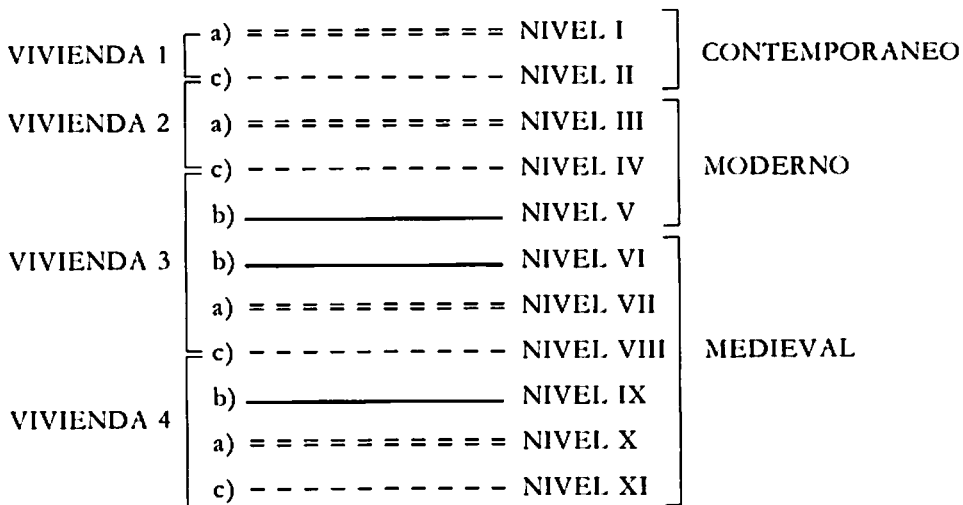 a) = = = = = = = = = = NIVEL I
VIVIENDA 1
CONTEMPORANEO
c) - - - - - - - - - - NIVEL II
VIVIENDA 2
a) = = = = = = = = = = NIVEL III
c) - - - - - - - - - - NIVEL IV
MODERNO
b) NIVEL V
VIVIENDA 3
b) NIVEL VI
a) = = = = = = = = = = NIVEL VII
c) - - - - - - - - - - NIVEL VIII
MEDIEVAL
b) NIVEL IX
VIVIENDA 4
a) = = = = = = = = = = NIVEL X
c) - - - - - - - - - - NIVEL XI